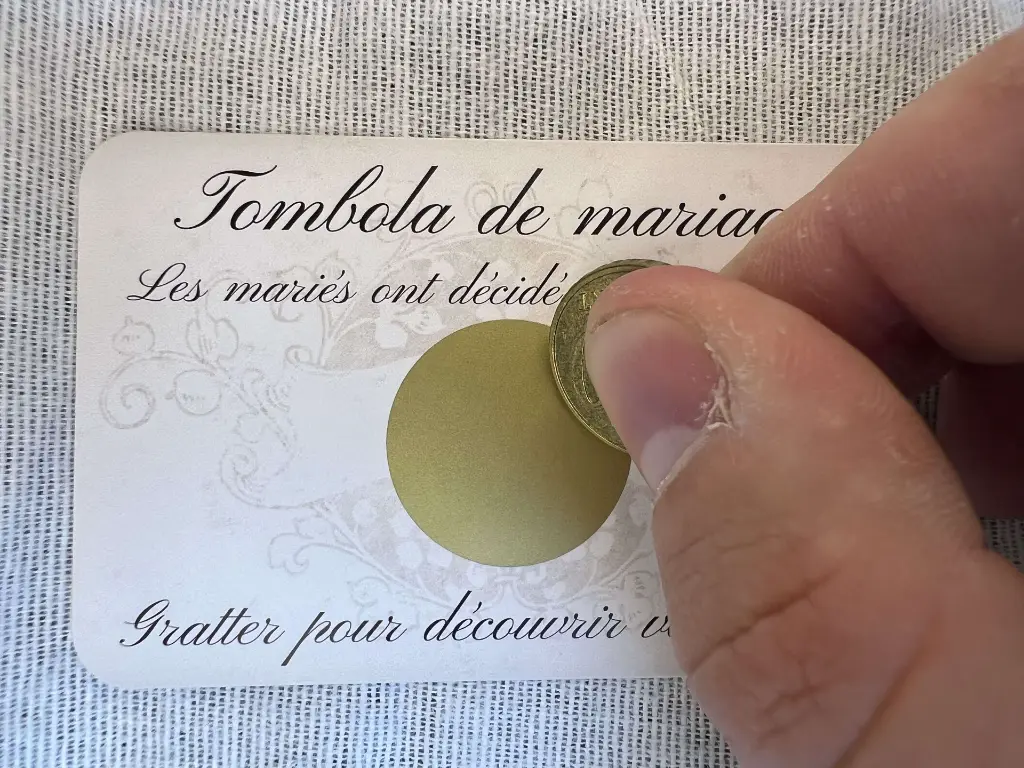 Tombola de mariag
Les mariés ont décidé
Gratter pour découvrir v